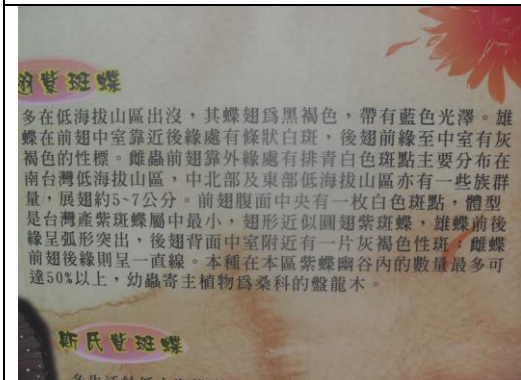 紫斑蝶
多在低海拔山區出沒，其蝶翅爲黑褐色，帶有藍色光澤。雄
蝶在前翅中室靠近後緣處有條狀白斑，後翅前緣至中室有灰
褐色的性標。雌蟲前翅靠外緣處有排青白色斑點主要分布在
南台灣低海拔山區，中北部及東部低海拔山區亦有一些族群
量，展翅約5~7公分。前翅腹面中央有一枚白色斑點，體型
是台灣產紫斑蝶屬中最小，翅形近似圓翅紫斑蝶，雄蝶前後
緣呈弧形突出，後翅背面中室附近有一片灰褐色性斑；雌蝶
前翅後緣則呈一直線。本種在本區紫蝶幽谷內的數量最多可
達50%以上，幼蟲寄主植物爲桑科的盤龍木。
斯氏紫斑蝶